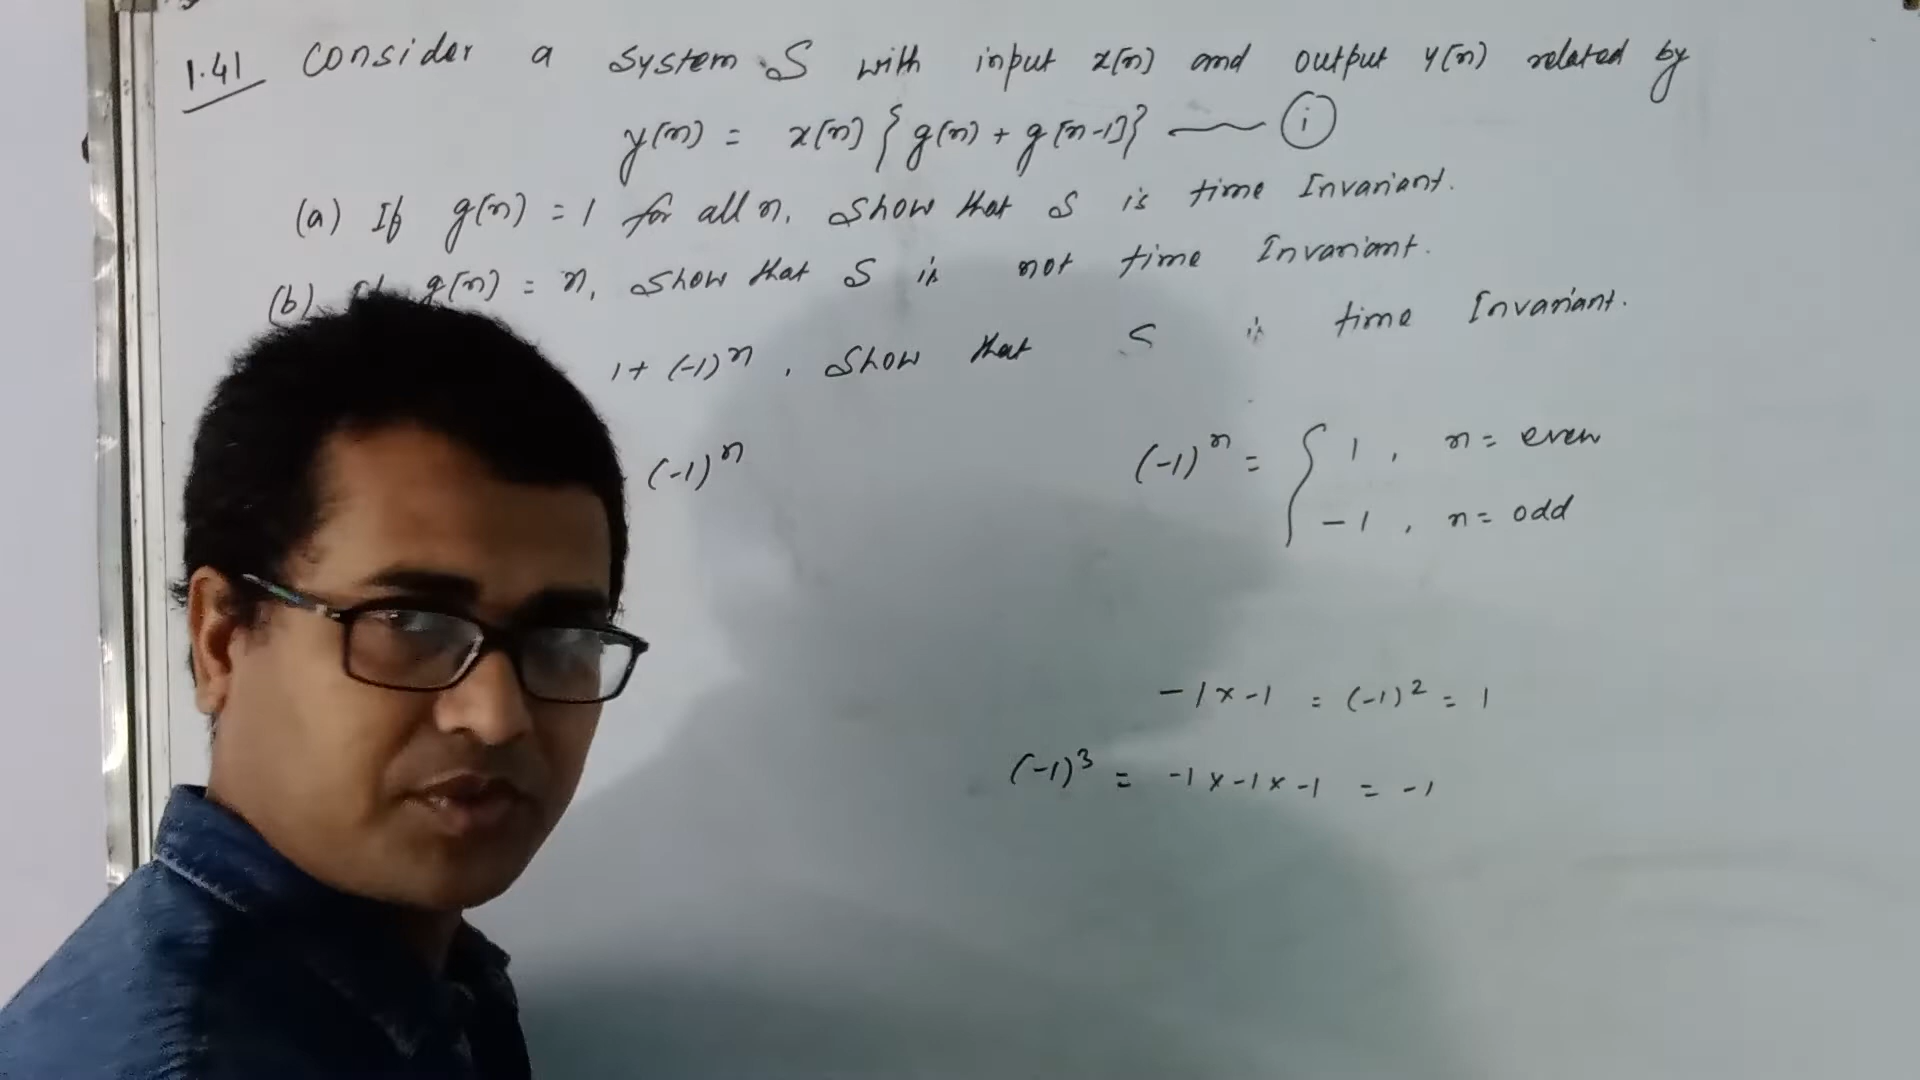 1.41 Consider a system S with input x[n] and output y[n] related by
y[n] = x[n] { g[n] + g[n-1] } — (i)
(a) If g[n] = 1 for all n, show that S is time Invariant.
(b) g[n] = n, show that S is not time Invariant.
1 + (-1)^n, show that S is time Invariant.
(-1)^n
(-1)^n = { 1, n = even
-1, n = odd
-1 x -1 = (-1)^2 = 1
(-1)^3 = -1 x -1 x -1 = -1